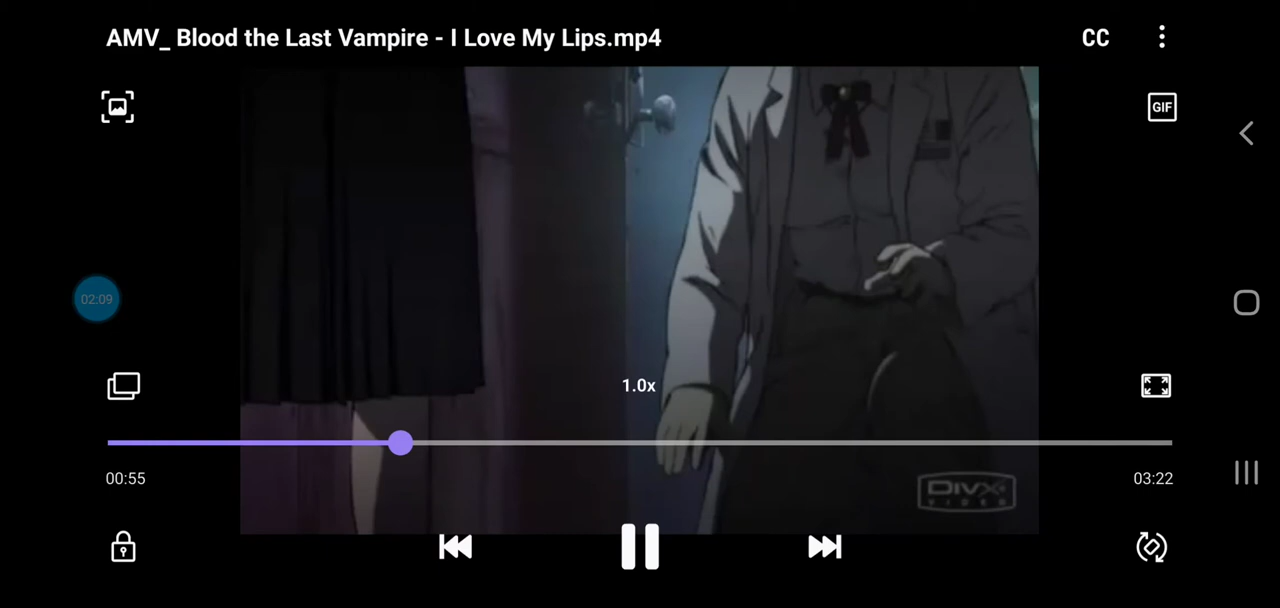 AMV_ Blood the Last Vampire - I Love My Lips.mp4
CC
GIF
02:09
1.0x
00:55
03:22
DivX
VIDEO